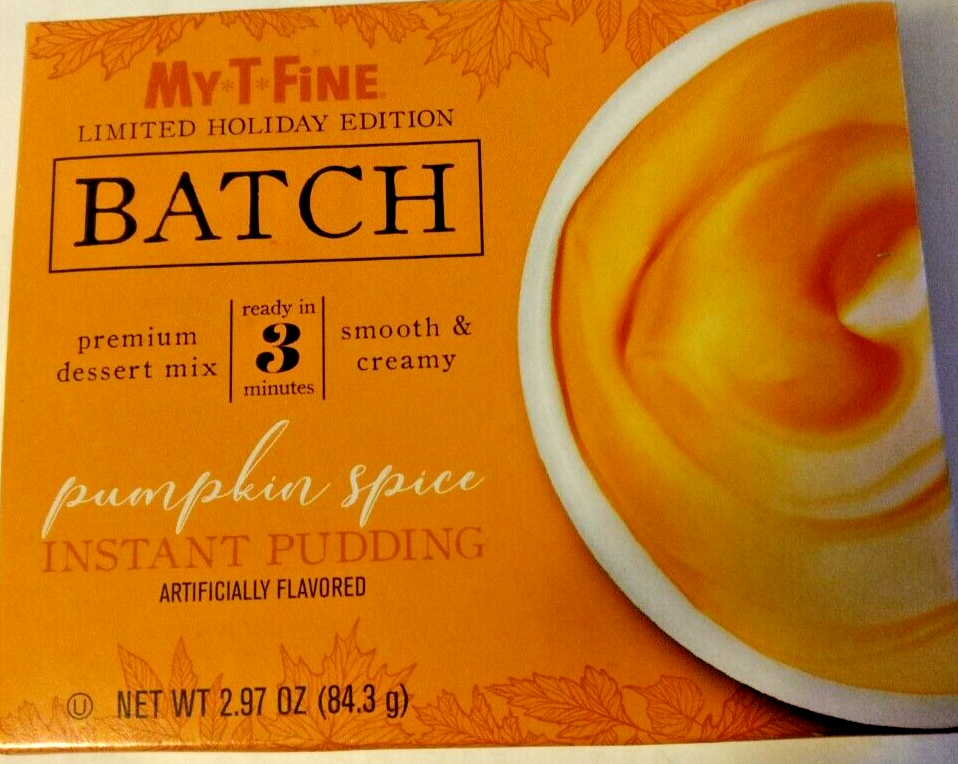 My*T*Fine
LIMITED HOLIDAY EDITION
BATCH
premium
dessert mix
ready in
3
minutes
smooth &
creamy
pumpkin spice
INSTANT PUDDING
ARTIFICIALLY FLAVORED
U NET WT 2.97 OZ (84.3 g)